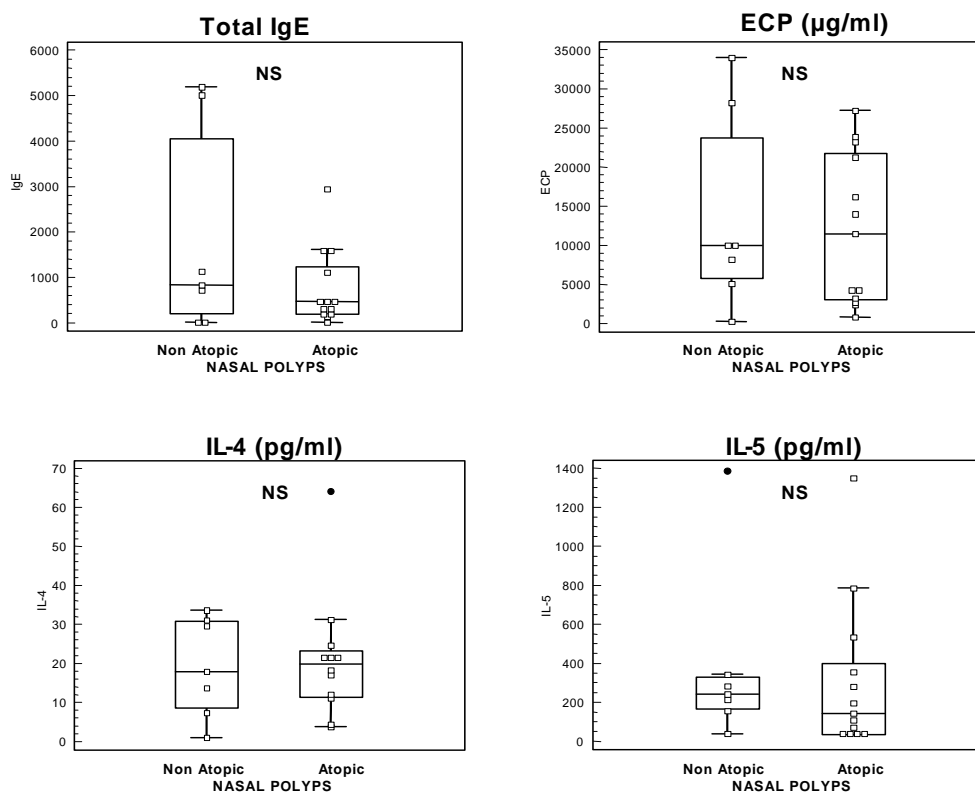 Total IgE
NS
6000
5000
4000
3000
2000
1000
0
IgE
Non Atopic Atopic
NASAL POLYPS
ECP (µg/ml)
NS
35000
30000
25000
20000
15000
10000
5000
0
ECP
Non Atopic Atopic
NASAL POLYPS
IL-4 (pg/ml)
NS
70
60
50
40
30
20
10
0
IL-4
Non Atopic Atopic
NASAL POLYPS
IL-5 (pg/ml)
NS
1400
1200
1000
800
600
400
200
0
IL-5
Non Atopic Atopic
NASAL POLYPS